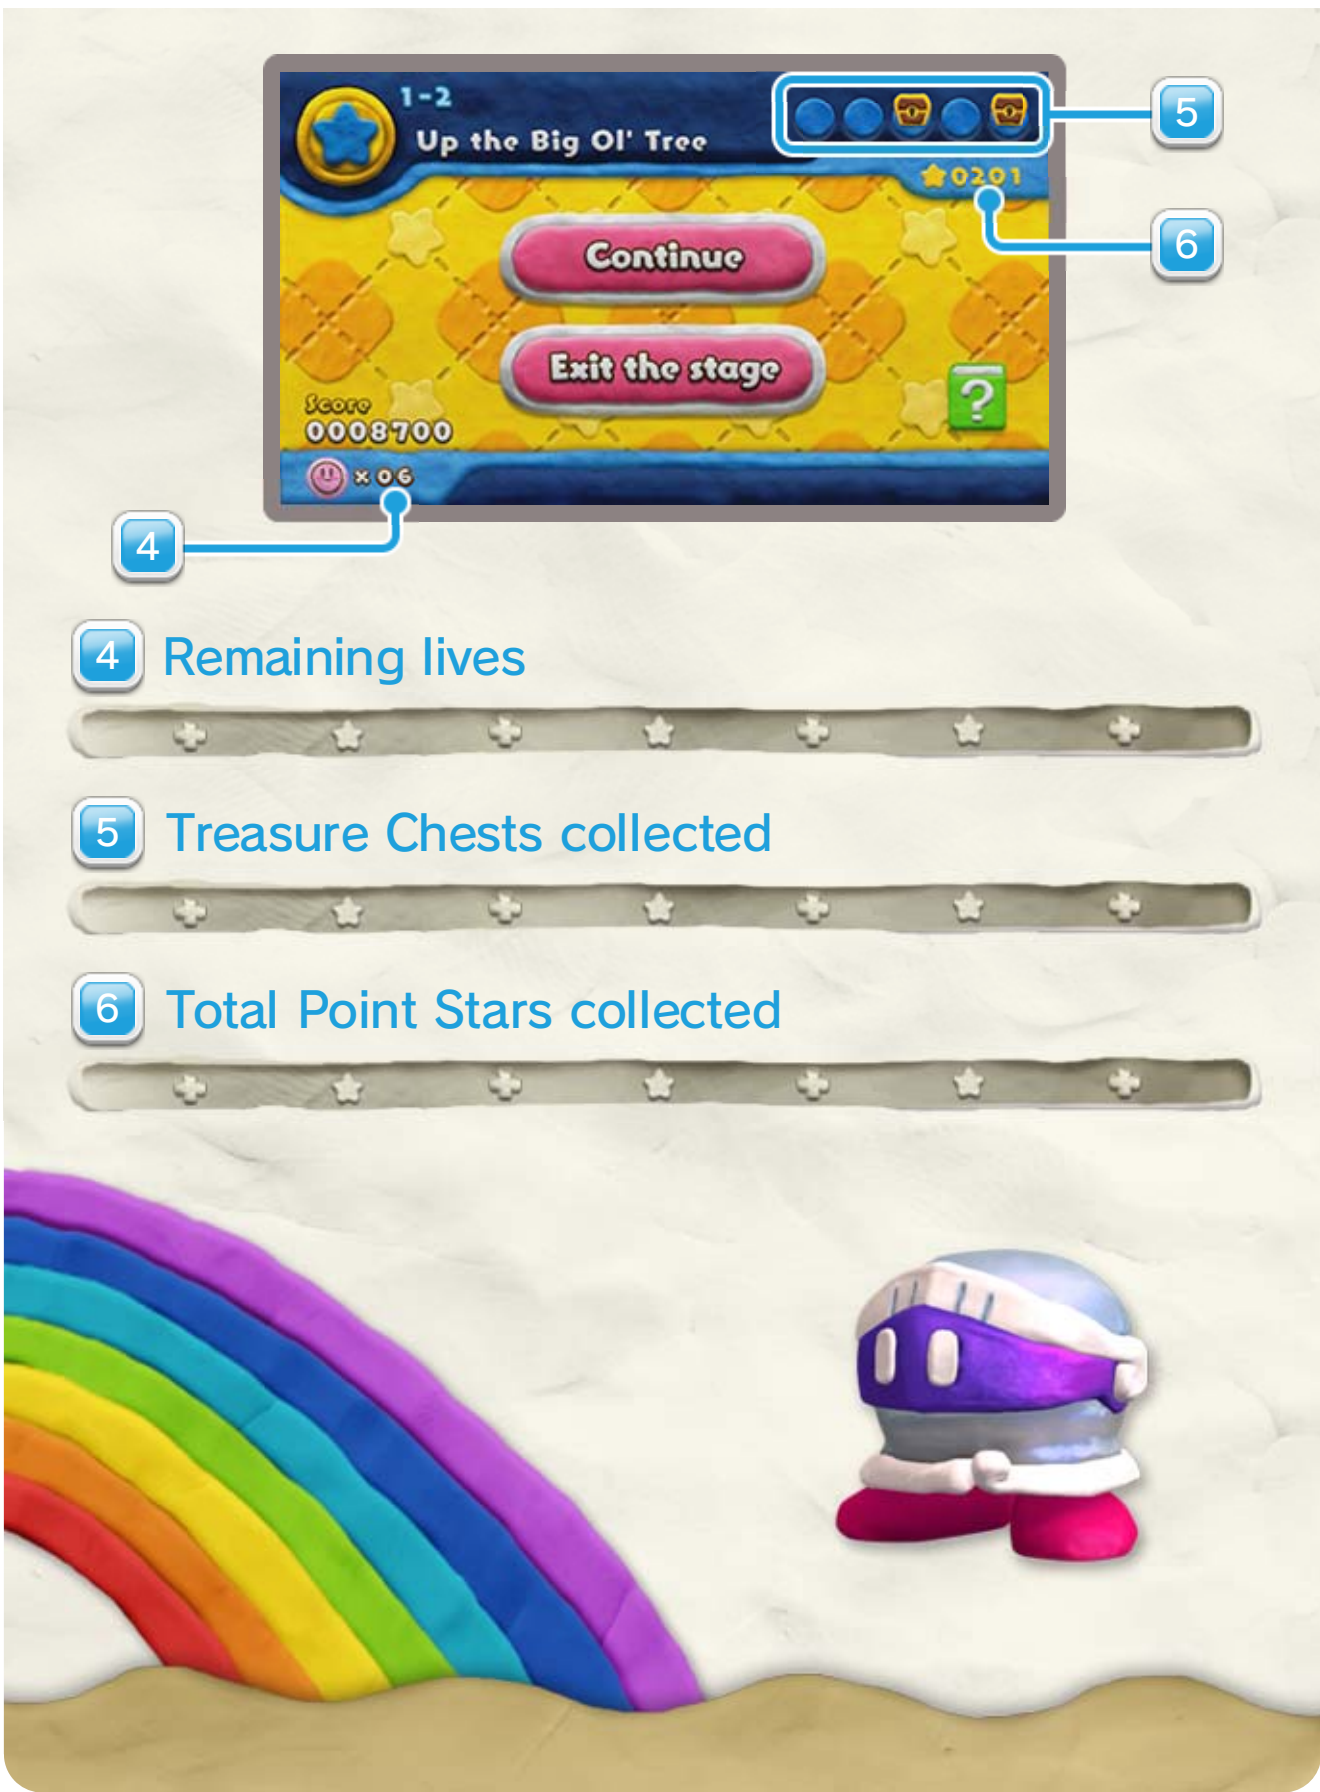 1-2
Up the Big Ol' Tree
5
★0201
6
Continue
Exit the stage
?
Score
0008700
× 06
4
4 Remaining lives
5 Treasure Chests collected
6 Total Point Stars collected